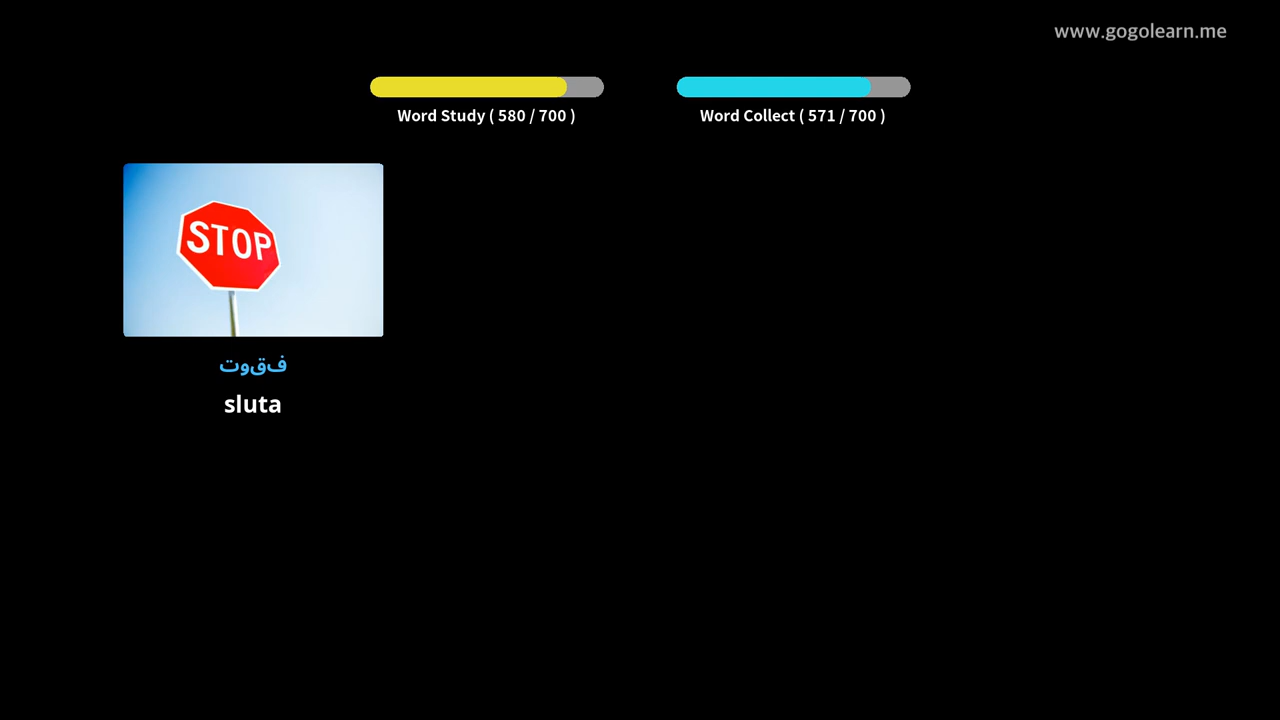 www.gogolearn.me
Word Study ( 580 / 700 )
Word Collect ( 571 / 700 )
STOP
فقوت
sluta